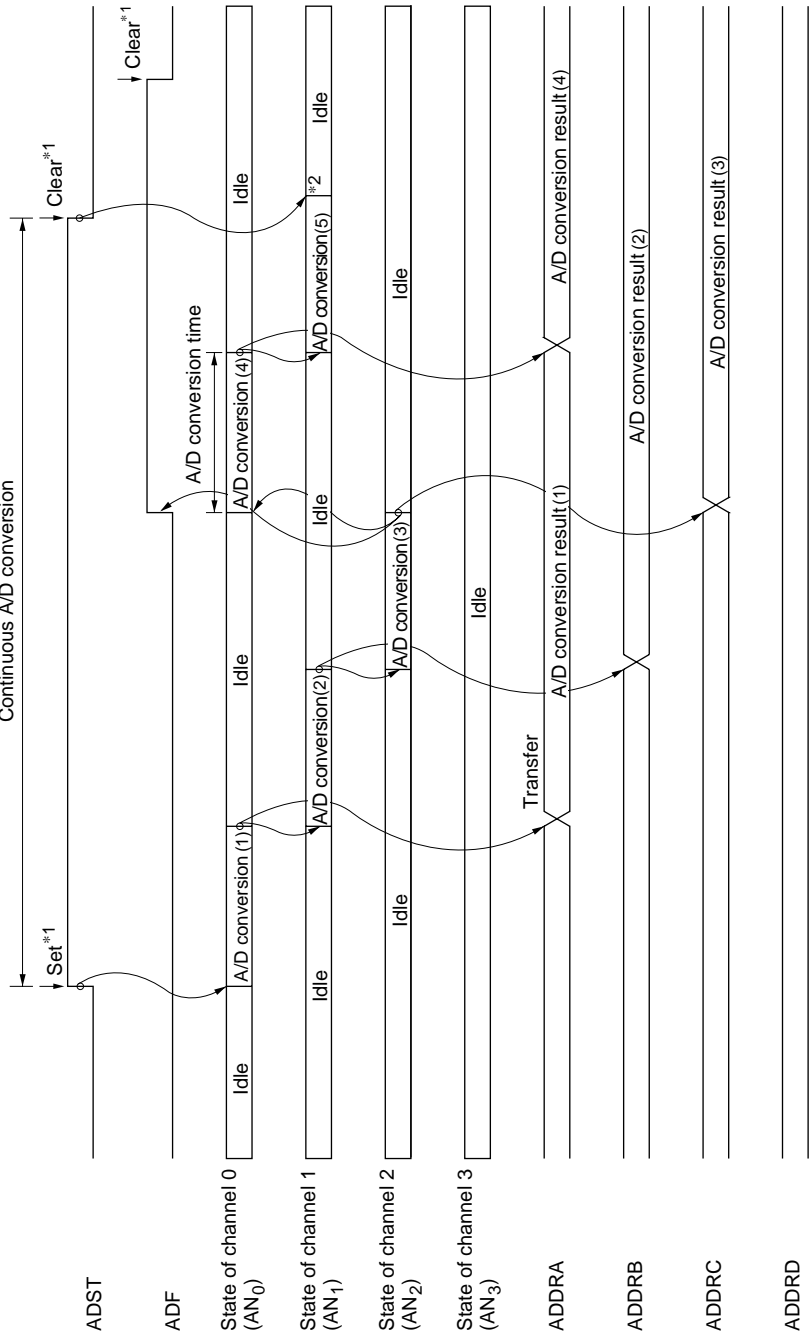 Continuous A/D conversion
Set*1
Clear*1
ADST
Clear*1
ADF
A/D conversion time
State of channel 0
(AN0)
Idle
A/D conversion (1)
Idle
A/D conversion (4)
Idle
State of channel 1
(AN1)
Idle
A/D conversion (2)
Idle
A/D conversion (5)
*2
Idle
State of channel 2
(AN2)
Idle
A/D conversion (3)
Idle
State of channel 3
(AN3)
Idle
Transfer
ADDRA
A/D conversion result (1)
A/D conversion result (4)
ADDRB
A/D conversion result (2)
ADDRC
A/D conversion result (3)
ADDRD